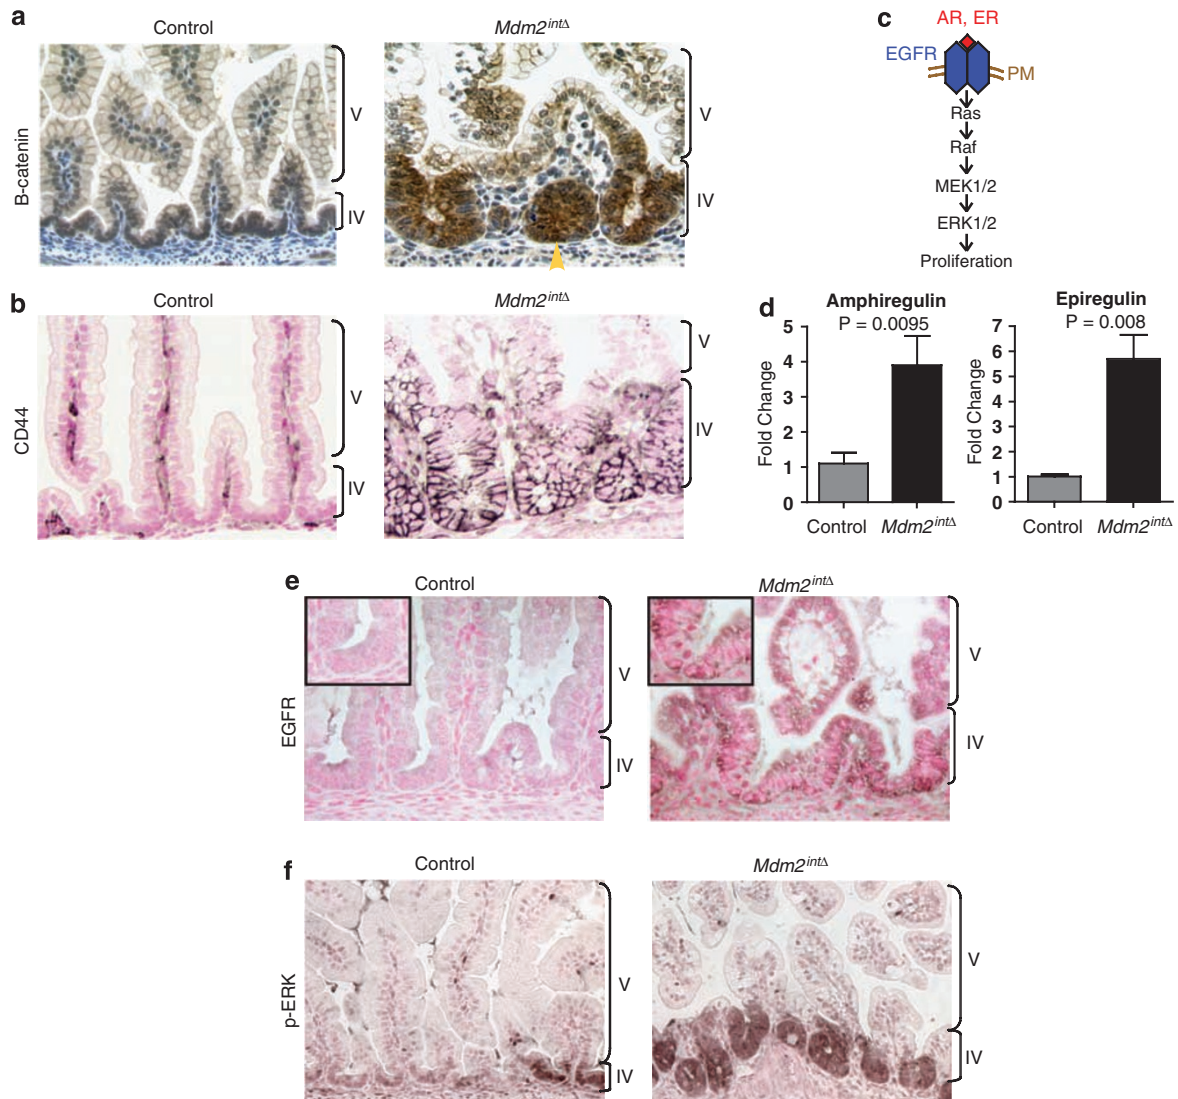 a
Control
Mdm2intΔ
B-catenin
V
IV
V
IV
c
AR, ER
EGFR
PM
Ras
Raf
MEK1/2
ERK1/2
Proliferation
b
Control
Mdm2intΔ
CD44
V
IV
V
IV
d
Amphiregulin
P = 0.0095
Fold Change
5
4
3
2
1
0
Control
Mdm2intΔ
Epiregulin
P = 0.008
Fold Change
7
6
5
4
3
2
1
0
Control
Mdm2intΔ
e
Control
Mdm2intΔ
EGFR
V
IV
V
IV
f
Control
Mdm2intΔ
p-ERK
V
IV
V
IV